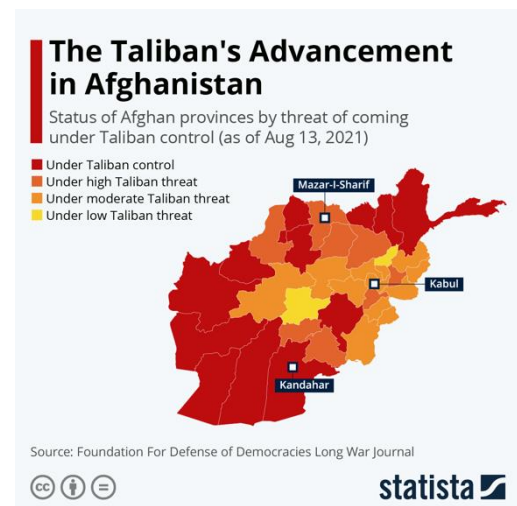 The Taliban's Advancement
in Afghanistan
Status of Afghan provinces by threat of coming
under Taliban control (as of Aug 13, 2021)
Under Taliban control
Under high Taliban threat
Under moderate Taliban threat
Under low Taliban threat
Mazar-I-Sharif
Kabul
Kandahar
Source: Foundation For Defense of Democracies Long War Journal
cc
statista